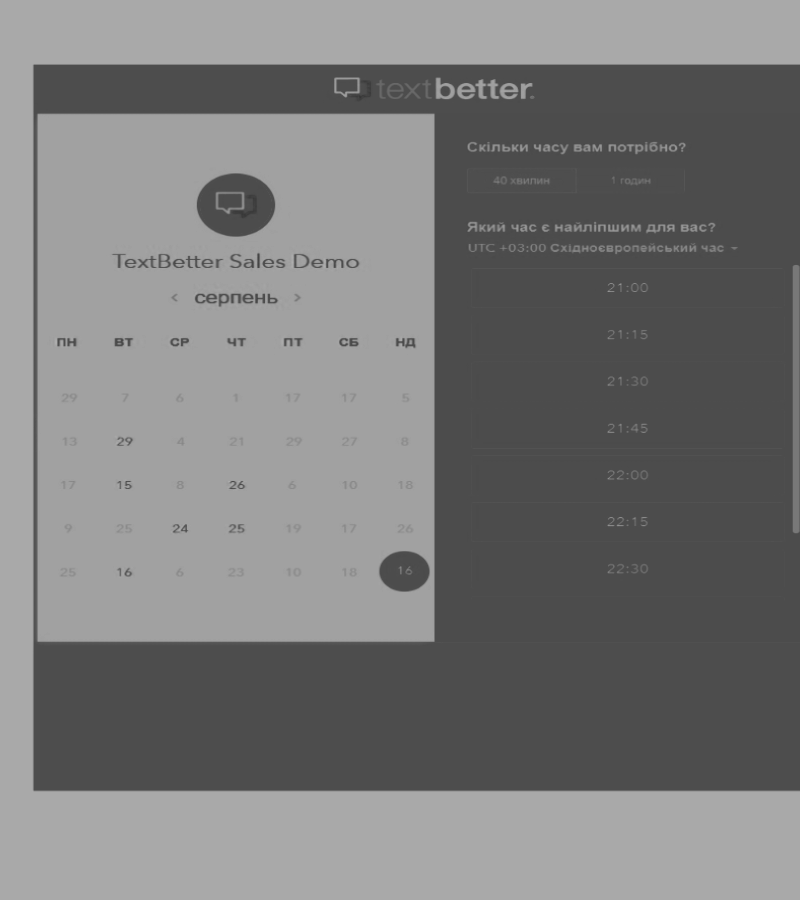 textbetter.
TextBetter Sales Demo
< серпень >
ПН ВТ СР ЧТ ПТ СБ НД
29 7 6 1 17 17 5
13 29 4 21 29 27 8
17 15 8 26 6 10 18
9 25 24 25 19 17 26
25 16 6 23 10 18 16
Скільки часу вам потрібно?
40 хвилин 1 годин
Який час є найліпшим для вас?
UTC +03:00 Східноєвропейський час
21:00
21:15
21:30
21:45
22:00
22:15
22:30